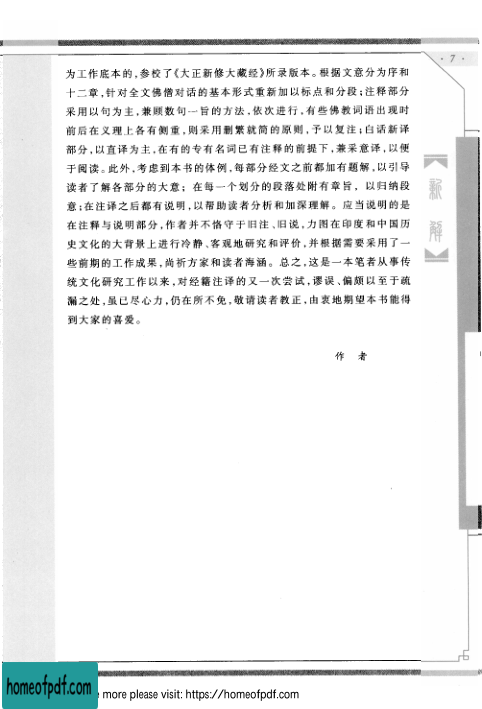 · 7 ·
为工作底本的,参校了《大正新修大藏经》所录版本。根据文意分为序和
十二章,针对全文佛僧对话的基本形式重新加以标点和分段;注释部分
采用以句为主,兼顾数句一旨的方法,依次进行,有些佛教词语出现时
前后在义理上各有侧重,则采用删繁就简的原则,予以复注;白话新译
部分,以直译为主,在有的专有名词已有注释的前提下,兼采意译,以便
于阅读。此外,考虑到本书的体例,每部分经文之前都加有题解,以引导
读者了解各部分的大意;在每一个划分的段落处附有章旨,以归纳段
意;在注译之后都有说明,以帮助读者分析和加深理解。应当说明的是
在注释与说明部分,作者并不恪守于旧注、旧说,力图在印度和中国历
史文化的大背景上进行冷静、客观地研究和评价,并根据需要采用了一
些前期的工作成果,尚祈方家和读者海涵。总之,这是一本笔者从事传
统文化研究工作以来,对经籍注译的又一次尝试,谬误、偏颇以至于疏
漏之处,虽已尽心力,仍在所不免,敬请读者教正,由衷地期望本书能得
到大家的喜爱。
作 者
新
解
homeofpdf.com
more please visit: https://homeofpdf.com